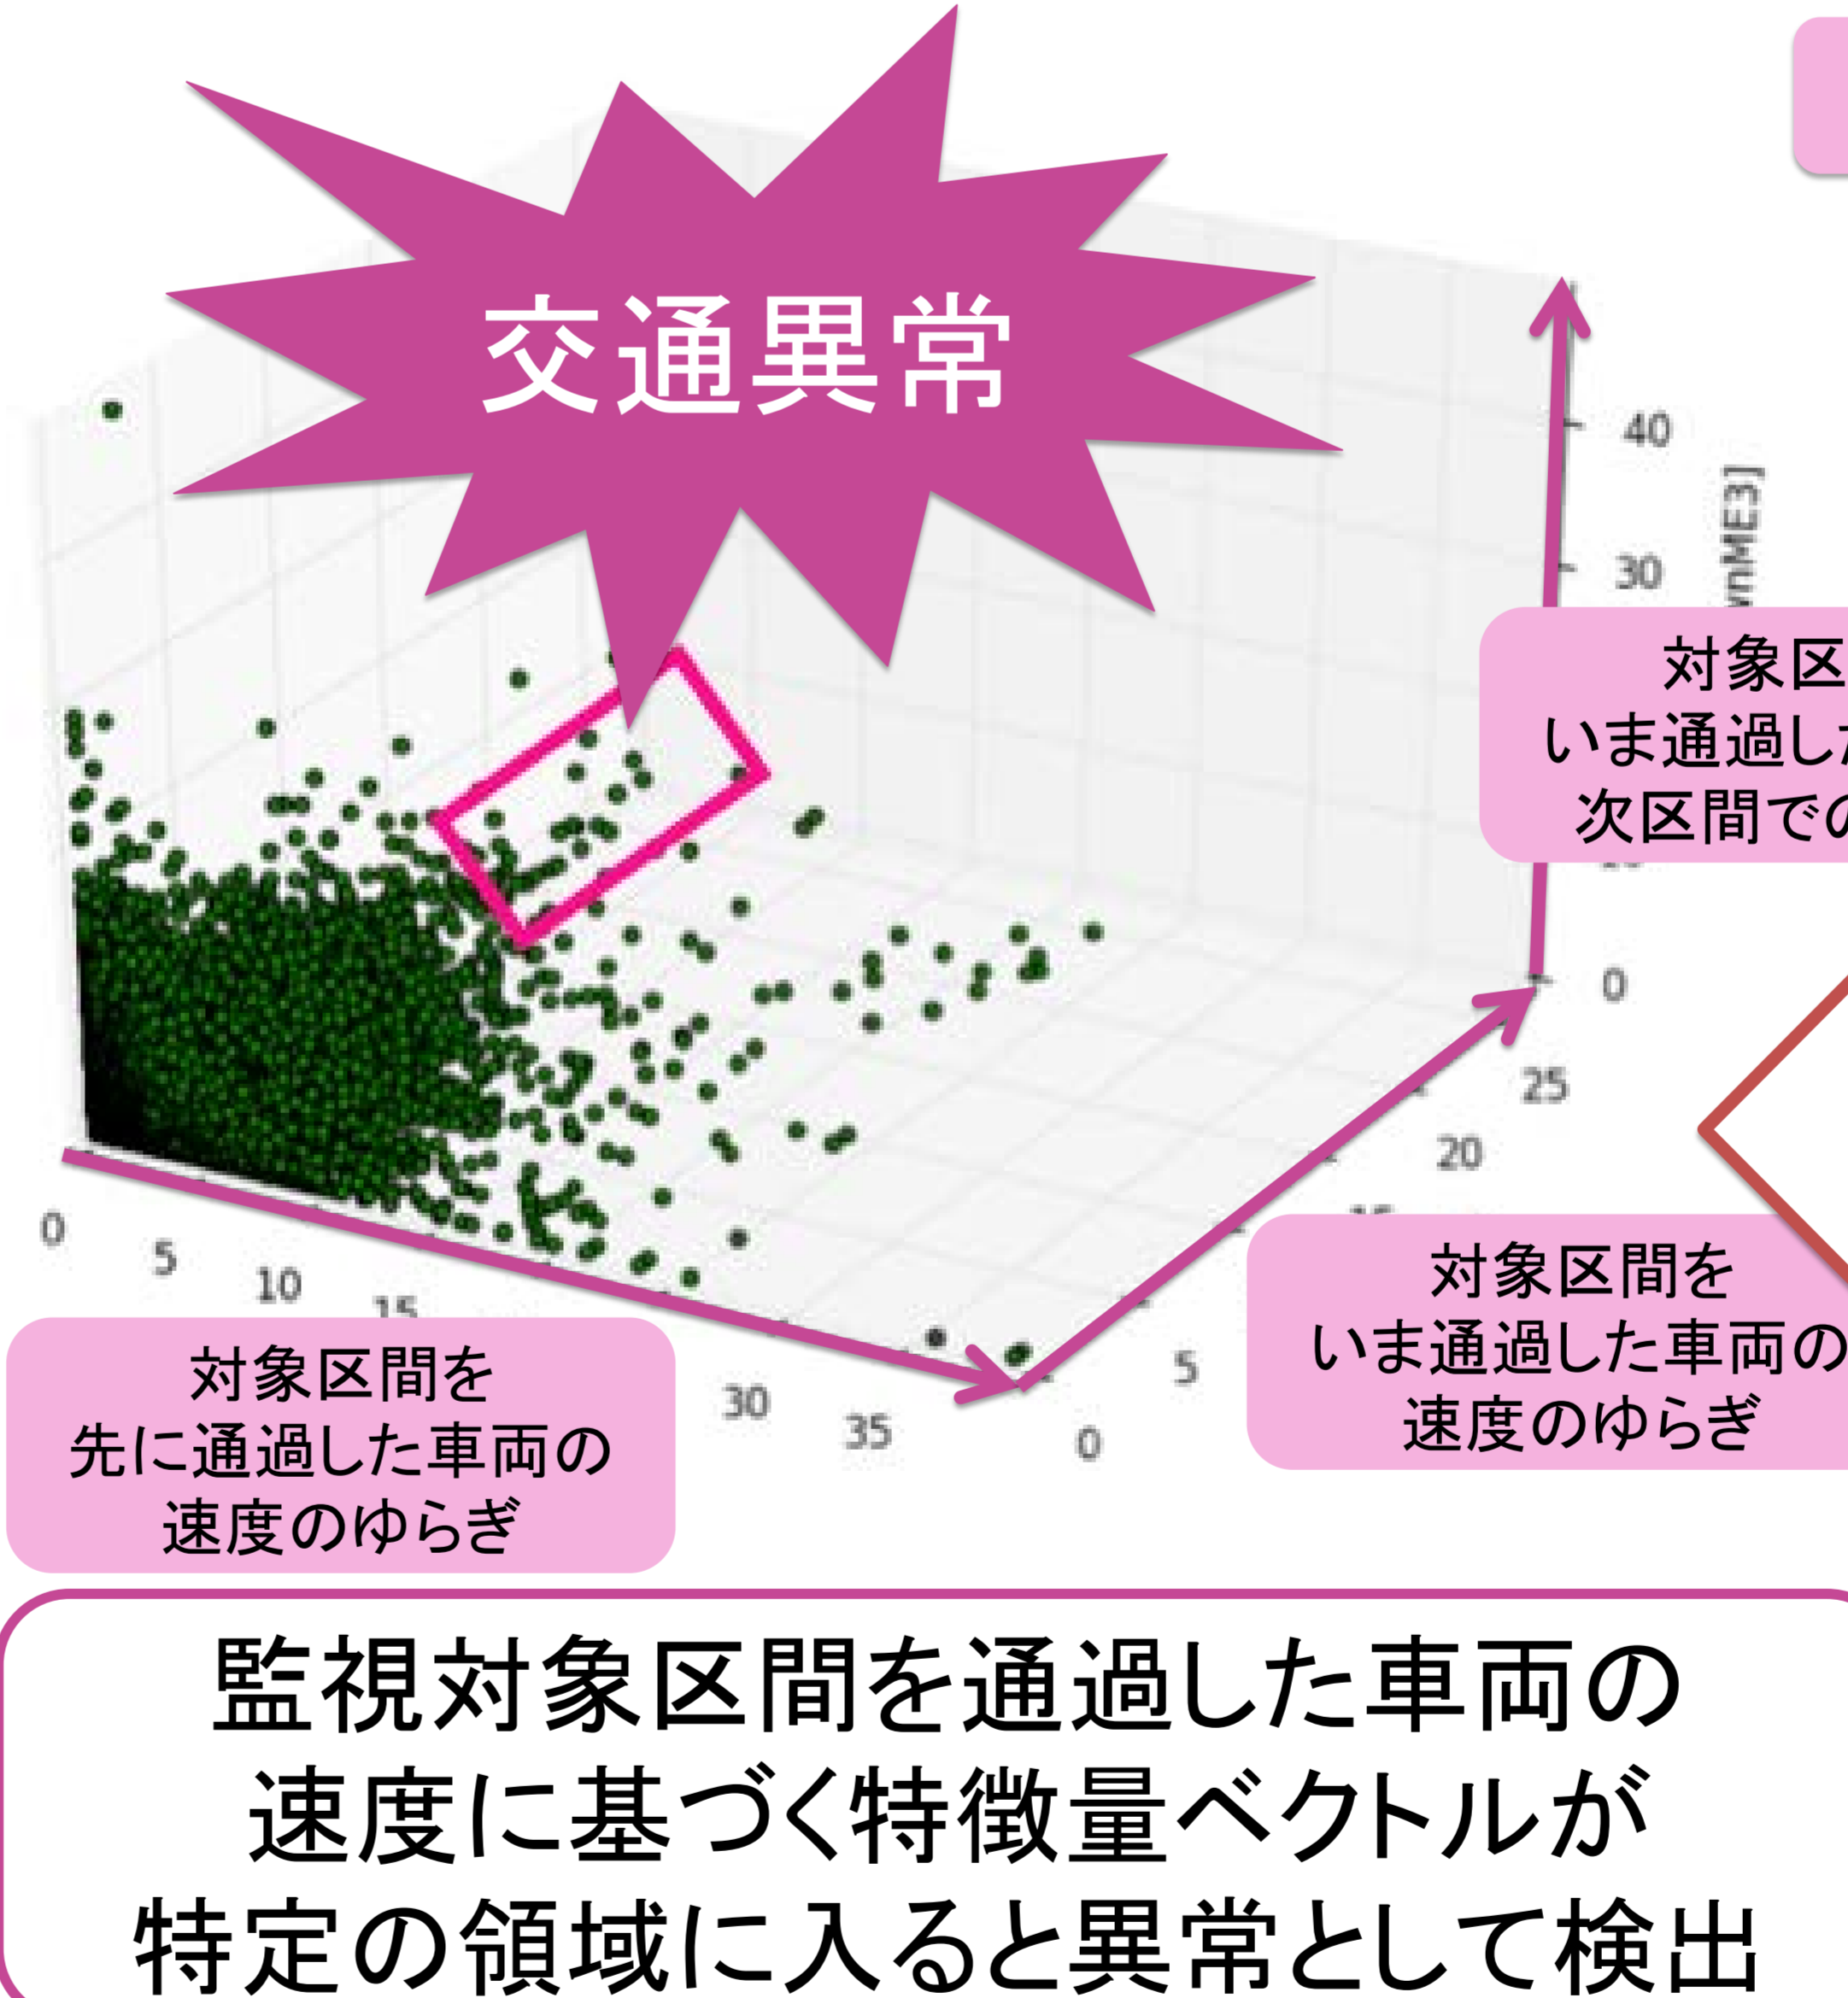 交通異常
40
wnME3]
30
対象区
いま通過した
次区間での
0
25
20
15
5
0
0
5
10
15
30
35
対象区間を
いま通過した車両の
速度のゆらぎ
対象区間を
先に通過した車両の
速度のゆらぎ
監視対象区間を通過した車両の
速度に基づく特徴量ベクトルが
特定の領域に入ると異常として検出